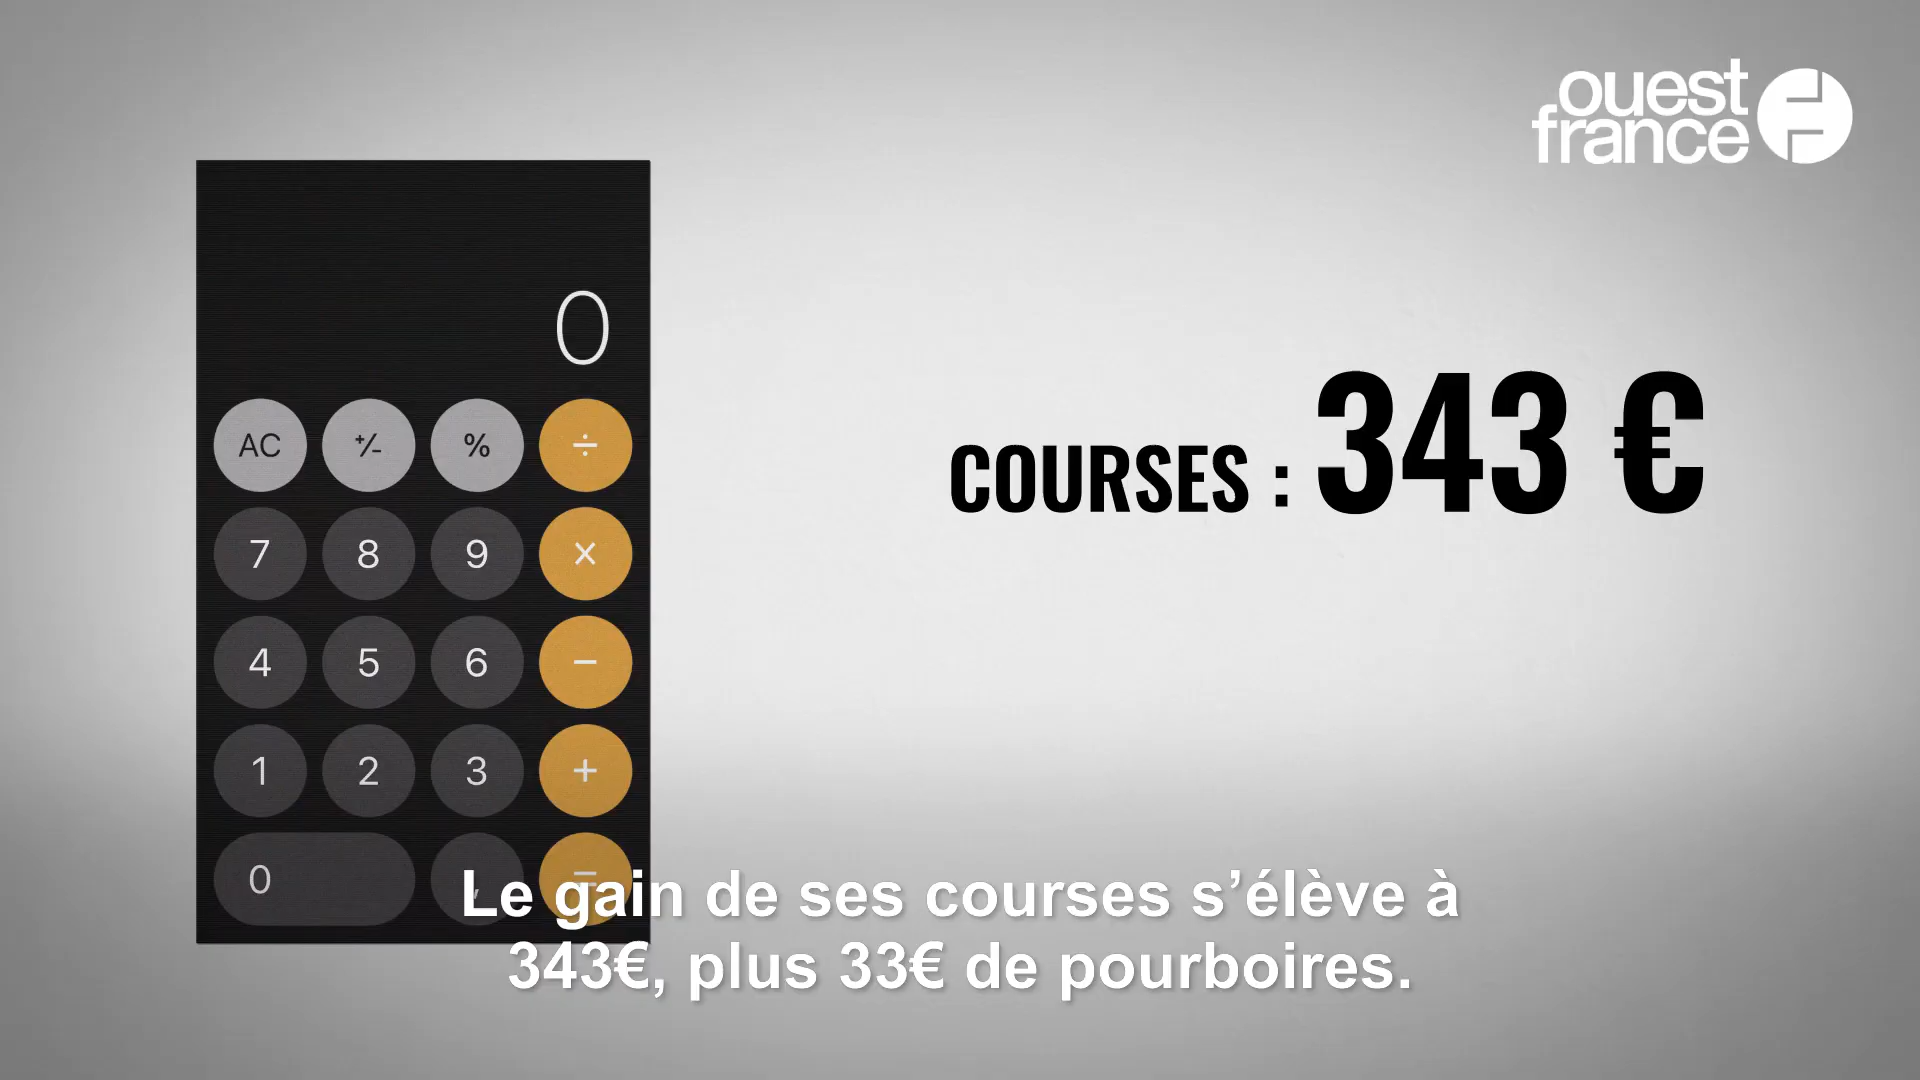 ouest
france
0
AC +/- % ÷
7 8 9 ×
4 5 6 −
1 2 3 +
0 , =
COURSES : 343 €
Le gain de ses courses s’élève à
343€, plus 33€ de pourboires.